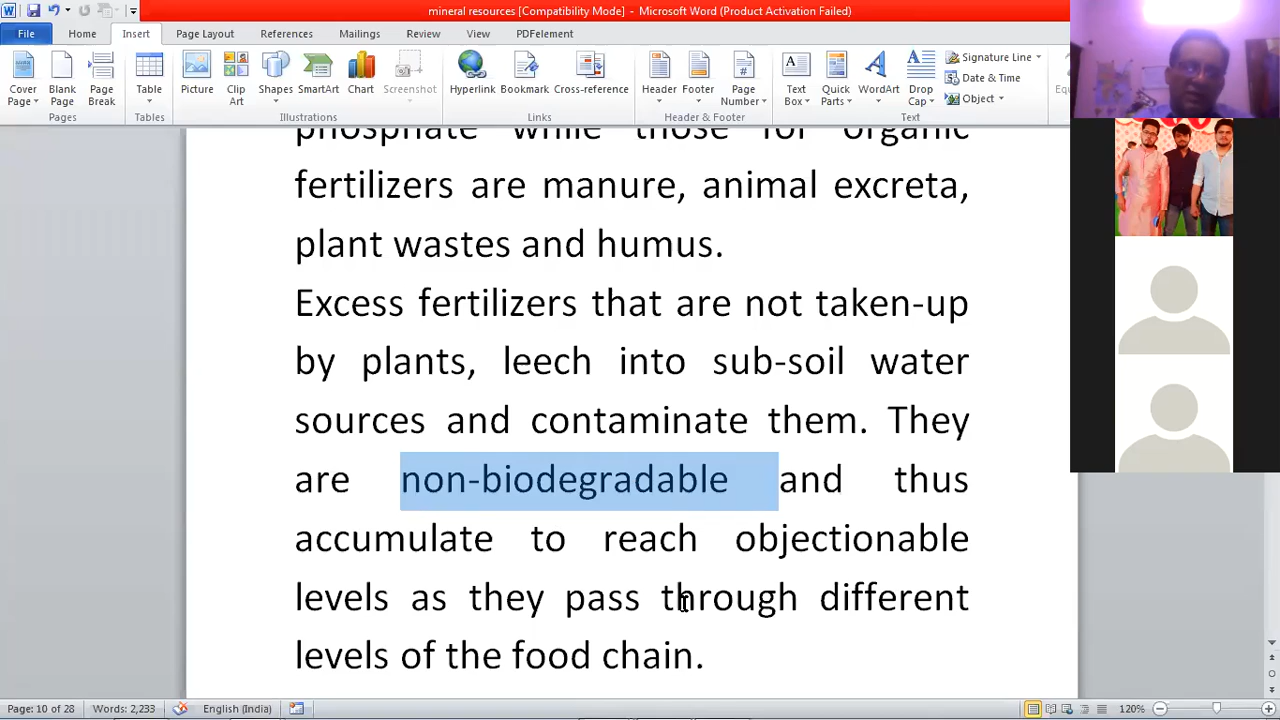 mineral resources [Compatibility Mode] - Microsoft Word (Product Activation Failed)
File Home Insert Page Layout References Mailings Review View PDFelement
Cover Page Blank Page Page Break Table Picture Clip Art Shapes SmartArt Chart Screenshot Hyperlink Bookmark Cross-reference Header Footer Page Number Text Box Quick Parts WordArt Drop Cap Signature Line Date & Time Object
Pages Tables Illustrations Links Header & Footer Text
phosphate while those for organic
fertilizers are manure, animal excreta,
plant wastes and humus.
Excess fertilizers that are not taken-up
by plants, leech into sub-soil water
sources and contaminate them. They
are non-biodegradable and thus
accumulate to reach objectionable
levels as they pass through different
levels of the food chain.
Page: 10 of 28 Words: 2,233 English (India) 120%